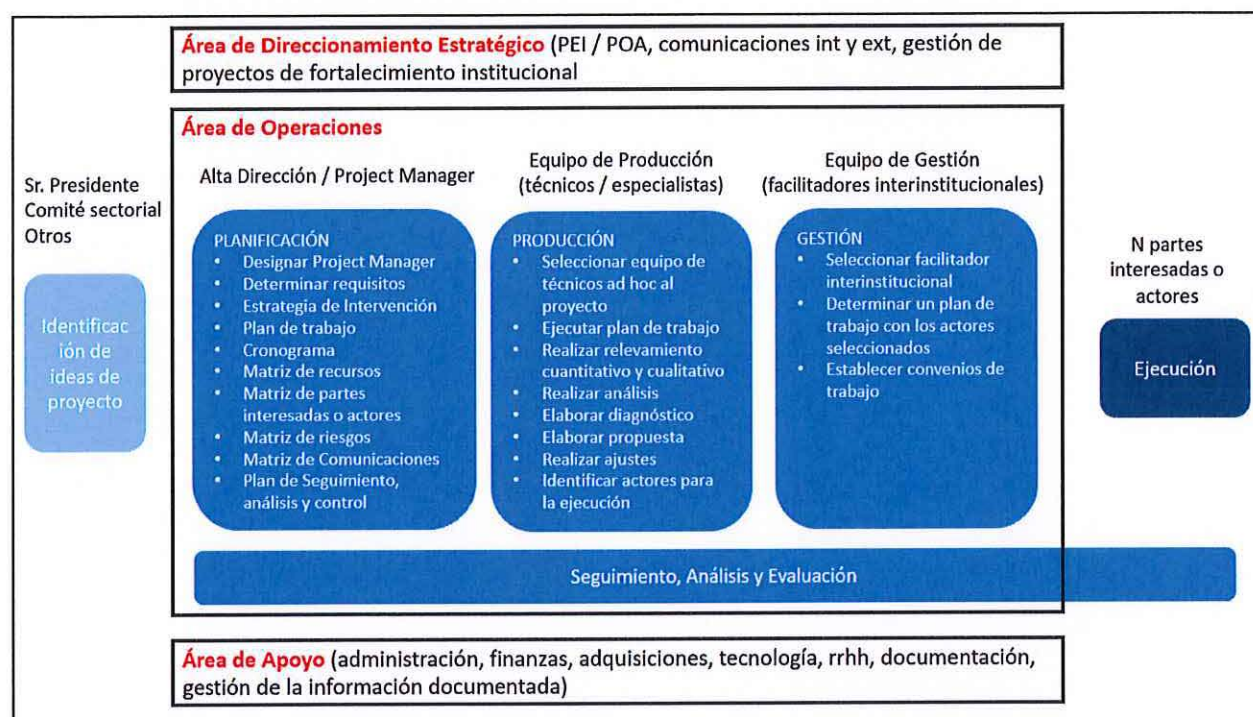 Área de Direccionamiento Estratégico (PEI / POA, comunicaciones int y ext, gestión de
proyectos de fortalecimiento institucional
Sr. Presidente
Comité sectorial
Otros
Identificac
ión de
ideas de
proyecto
Área de Operaciones
Alta Dirección / Project Manager
PLANIFICACIÓN
• Designar Project Manager
• Determinar requisitos
• Estrategia de Intervención
• Plan de trabajo
• Cronograma
• Matriz de recursos
• Matriz de partes
interesadas o actores
• Matriz de riesgos
• Matriz de Comunicaciones
• Plan de Seguimiento,
análisis y control
Equipo de Producción
(técnicos / especialistas)
PRODUCCIÓN
• Seleccionar equipo de
técnicos ad hoc al
proyecto
• Ejecutar plan de trabajo
• Realizar relevamiento
cuantitativo y cualitativo
• Realizar análisis
• Elaborar diagnóstico
• Elaborar propuesta
• Realizar ajustes
• Identificar actores para
la ejecución
Equipo de Gestión
(facilitadores interinstitucionales)
GESTIÓN
• Seleccionar facilitador
interinstitucional
• Determinar un plan de
trabajo con los actores
seleccionados
• Establecer convenios de
trabajo
N partes
interesadas o
actores
Ejecución
Seguimiento, Análisis y Evaluación
Área de Apoyo (administración, finanzas, adquisiciones, tecnología, rrhh, documentación,
gestión de la información documentada)